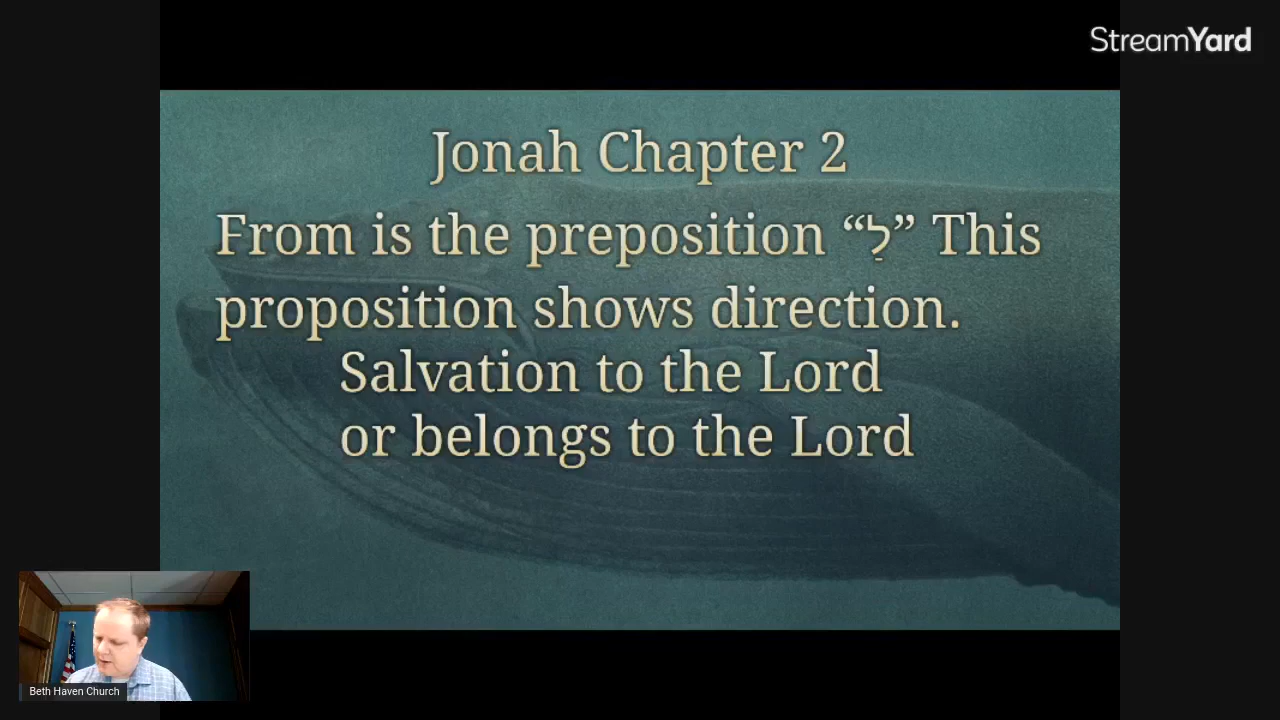 StreamYard
Jonah Chapter 2
From is the preposition “לַ” This
proposition shows direction.
Salvation to the Lord
or belongs to the Lord
Beth Haven Church